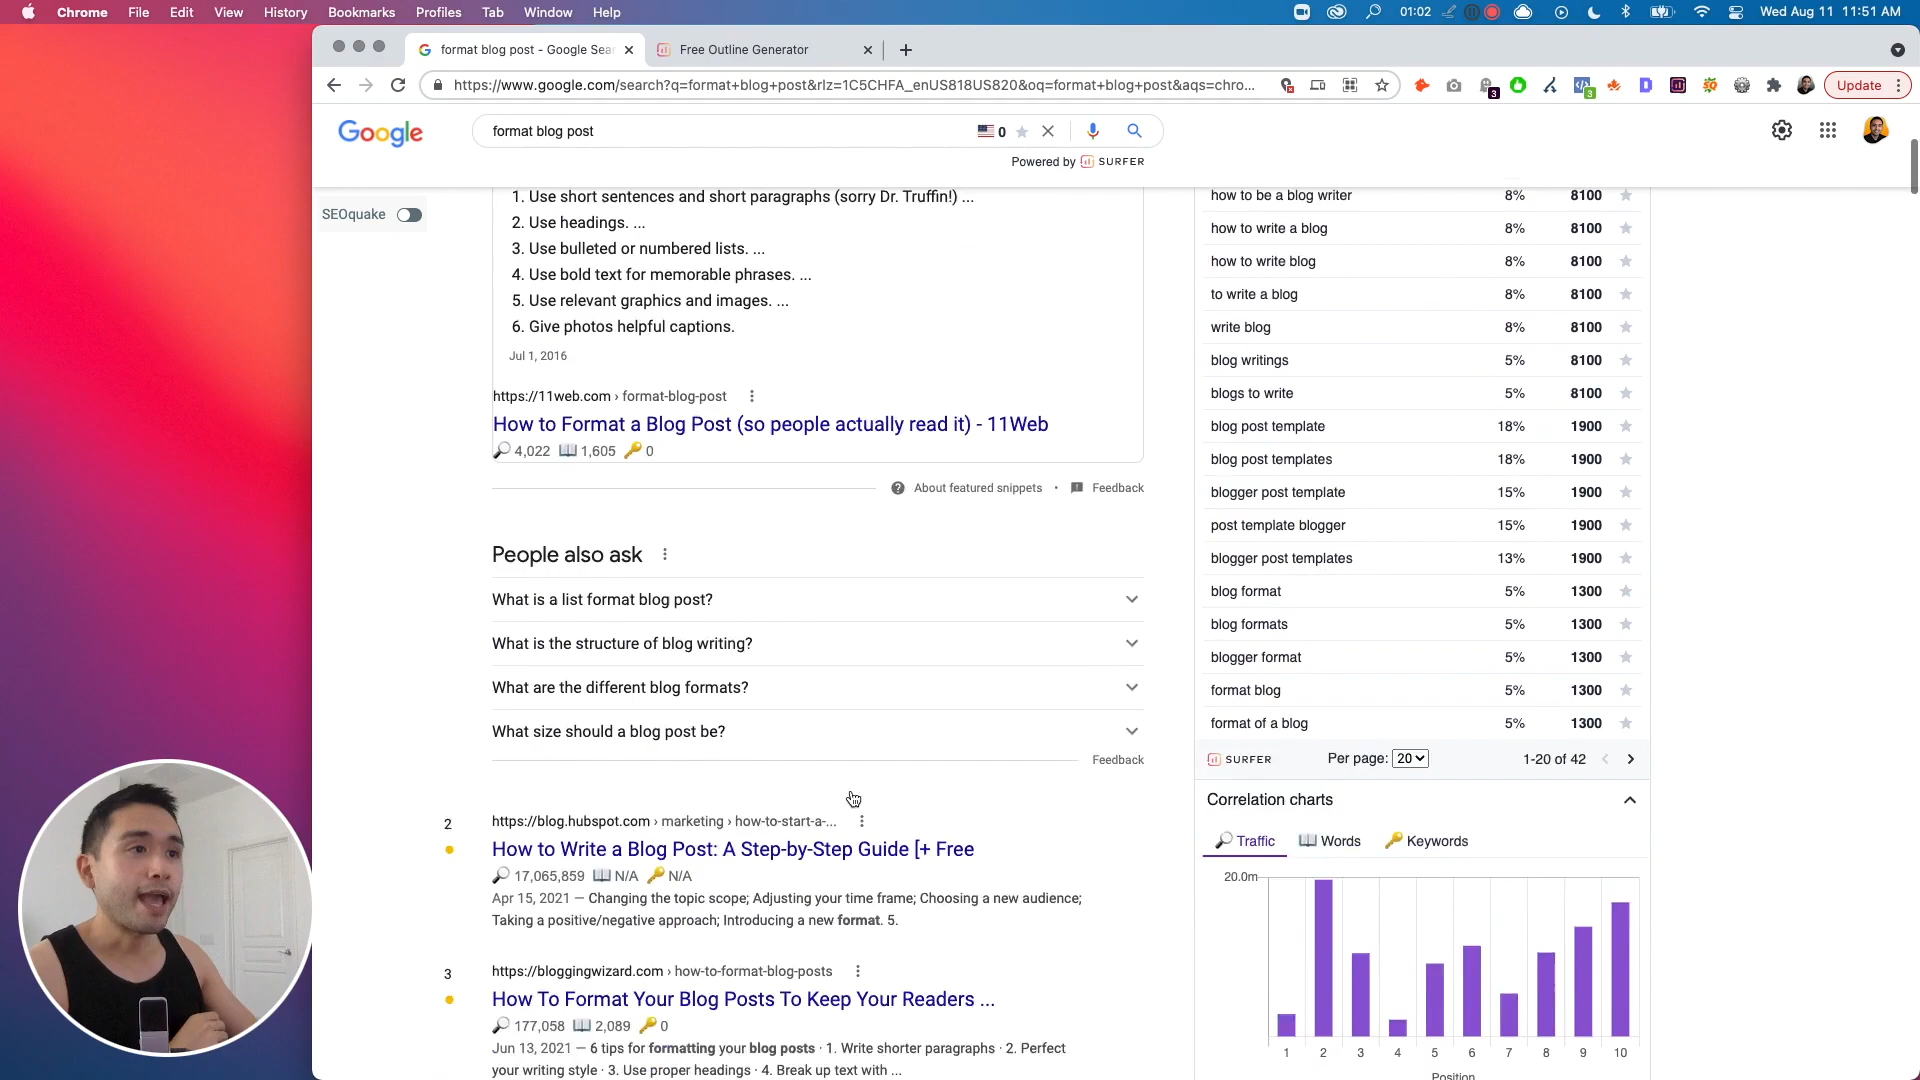 Chrome File Edit View History Bookmarks Profiles Tab Window Help 01:02 Wed Aug 11 11:51 AM
format blog post - Google Sea
Free Outline Generator
https://www.google.com/search?q=format+blog+post&rlz=1C5CHFA_enUS818US820&oq=format+blog+post&aqs=chro...
3
3
Update
Google
format blog post
0
Powered by SURFER
SEOquake
1. Use short sentences and short paragraphs (sorry Dr. Truffin!) ...
2. Use headings. ...
3. Use bulleted or numbered lists. ...
4. Use bold text for memorable phrases. ...
5. Use relevant graphics and images. ...
6. Give photos helpful captions.
Jul 1, 2016
https://11web.com › format-blog-post
How to Format a Blog Post (so people actually read it) - 11Web
4,022 1,605 0
About featured snippets • Feedback
People also ask
What is a list format blog post?
What is the structure of blog writing?
What are the different blog formats?
What size should a blog post be?
Feedback
2
https://blog.hubspot.com › marketing › how-to-start-a-...
How to Write a Blog Post: A Step-by-Step Guide [+ Free
17,065,859 N/A N/A
Apr 15, 2021 — Changing the topic scope; Adjusting your time frame; Choosing a new audience;
Taking a positive/negative approach; Introducing a new format. 5.
3
https://bloggingwizard.com › how-to-format-blog-posts
How To Format Your Blog Posts To Keep Your Readers ...
177,058 2,089 0
Jun 13, 2021 — 6 tips for formatting your blog posts · 1. Write shorter paragraphs · 2. Perfect
your writing style · 3. Use proper headings · 4. Break up text with ...
how to be a blog writer 8% 8100
how to write a blog 8% 8100
how to write blog 8% 8100
to write a blog 8% 8100
write blog 8% 8100
blog writings 5% 8100
blogs to write 5% 8100
blog post template 18% 1900
blog post templates 18% 1900
blogger post template 15% 1900
post template blogger 15% 1900
blogger post templates 13% 1900
blog format 5% 1300
blog formats 5% 1300
blogger format 5% 1300
format blog 5% 1300
format of a blog 5% 1300
SURFER Per page: 20 1-20 of 42
Correlation charts
Traffic Words Keywords
20.0m
1 2 3 4 5 6 7 8 9 10
Position